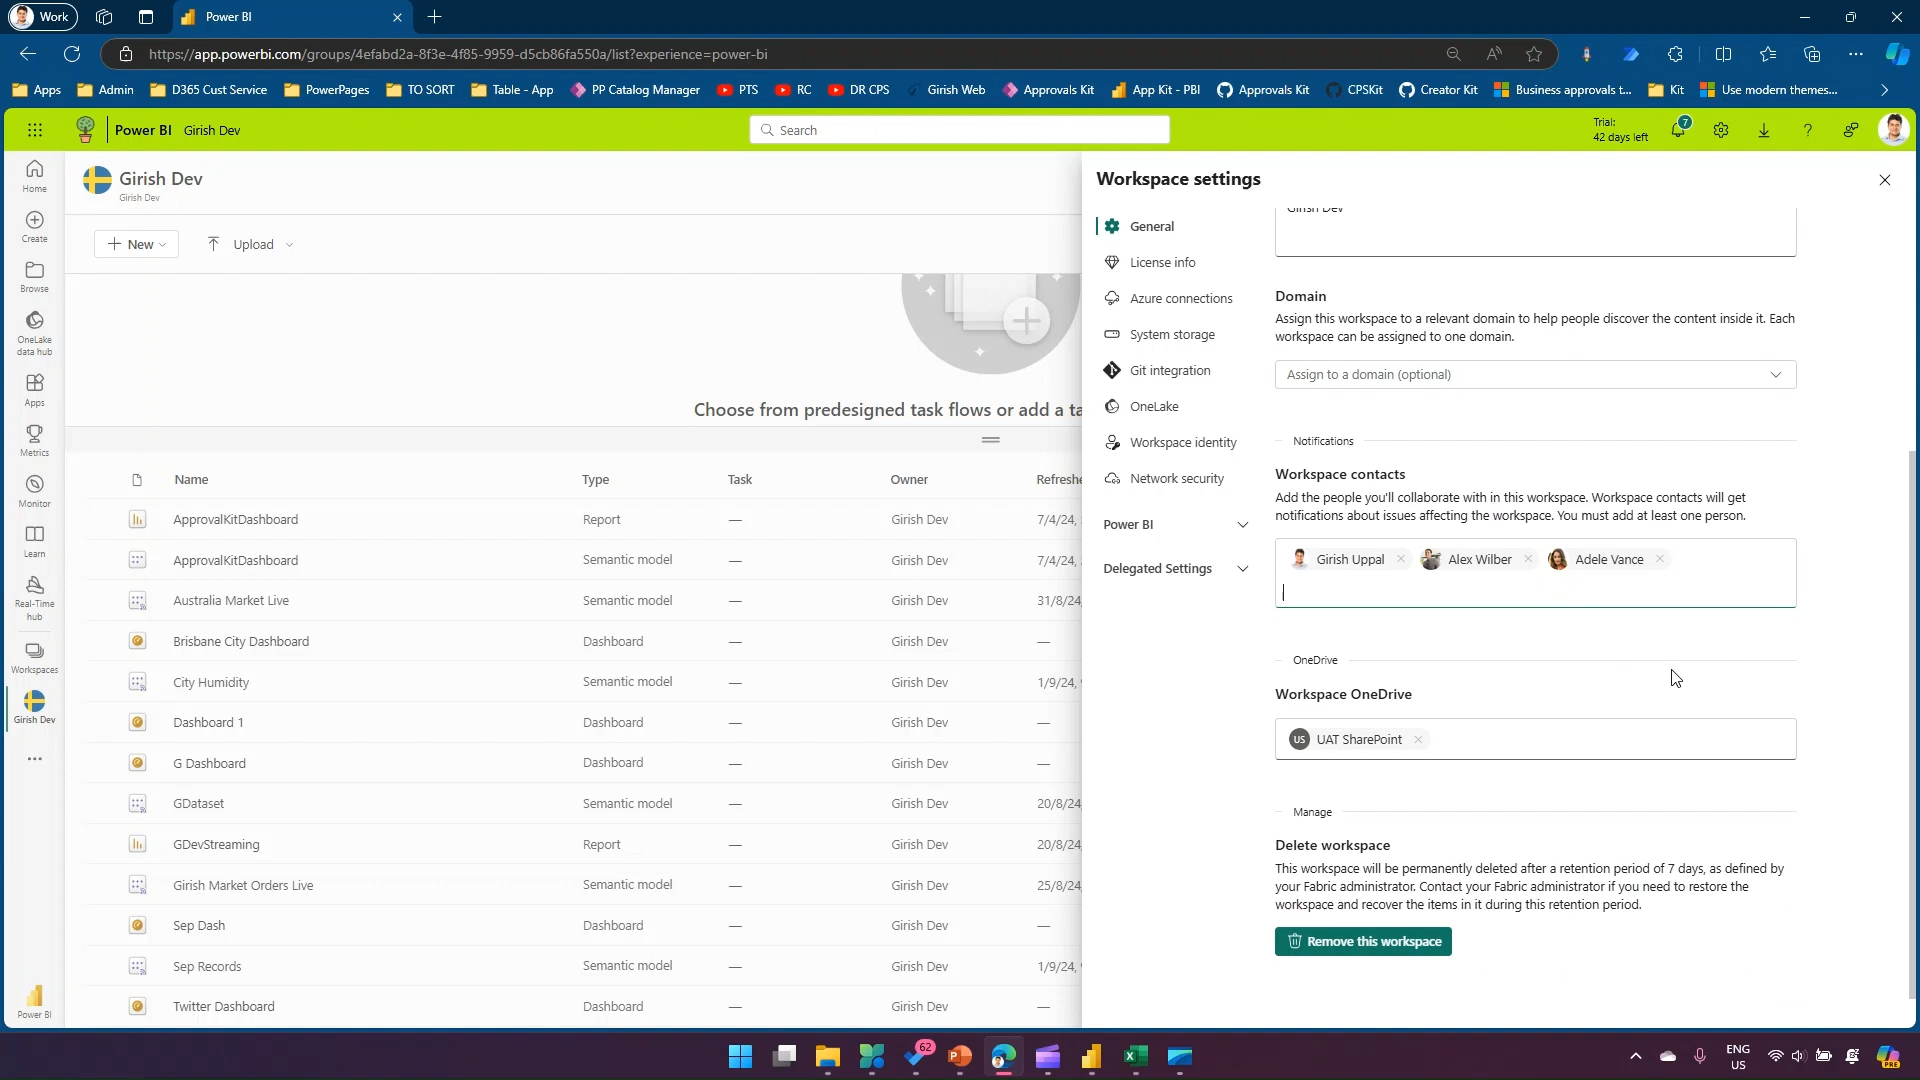 Work
Power BI
https://app.powerbi.com/groups/4efabd2a-8f3e-4f85-9959-d5cb86fa550a/list?experience=power-bi
Apps Admin D365 Cust Service PowerPages TO SORT Table - App PP Catalog Manager PTS RC DR CPS Girish Web Approvals Kit App Kit - PBI Approvals Kit CPSKit Creator Kit Business approvals t... Kit Use modern themes...
Power BI Girish Dev
Search
Trial:
42 days left
7
Home
Create
Browse
OneLake
data hub
Apps
Metrics
Monitor
Learn
Real-Time
hub
Workspaces
Girish Dev
Power BI
Girish Dev
Girish Dev
New Upload
Choose from predesigned task flows or add a ta
Name Type Task Owner Refreshe
ApprovalKitDashboard Report — Girish Dev 7/4/24,
ApprovalKitDashboard Semantic model — Girish Dev 7/4/24,
Australia Market Live Semantic model — Girish Dev 31/8/24,
Brisbane City Dashboard Dashboard — Girish Dev —
City Humidity Semantic model — Girish Dev 1/9/24,
Dashboard 1 Dashboard — Girish Dev —
G Dashboard Dashboard — Girish Dev —
GDataset Semantic model — Girish Dev 20/8/24
GDevStreaming Report — Girish Dev 20/8/24
Girish Market Orders Live Semantic model — Girish Dev 25/8/24
Sep Dash Dashboard — Girish Dev —
Sep Records Semantic model — Girish Dev 1/9/24,
Twitter Dashboard Dashboard — Girish Dev —
Workspace settings
General
License info
Azure connections
System storage
Git integration
OneLake
Workspace identity
Network security
Power BI
Delegated Settings
Girish Dev
Domain
Assign this workspace to a relevant domain to help people discover the content inside it. Each
workspace can be assigned to one domain.
Assign to a domain (optional)
Notifications
Workspace contacts
Add the people you'll collaborate with in this workspace. Workspace contacts will get
notifications about issues affecting the workspace. You must add at least one person.
Girish Uppal Alex Wilber Adele Vance
OneDrive
Workspace OneDrive
US UAT SharePoint
Manage
Delete workspace
This workspace will be permanently deleted after a retention period of 7 days, as defined by
your Fabric administrator. Contact your Fabric administrator if you need to restore the
workspace and recover the items in it during this retention period.
Remove this workspace
62
ENG
US
PRE